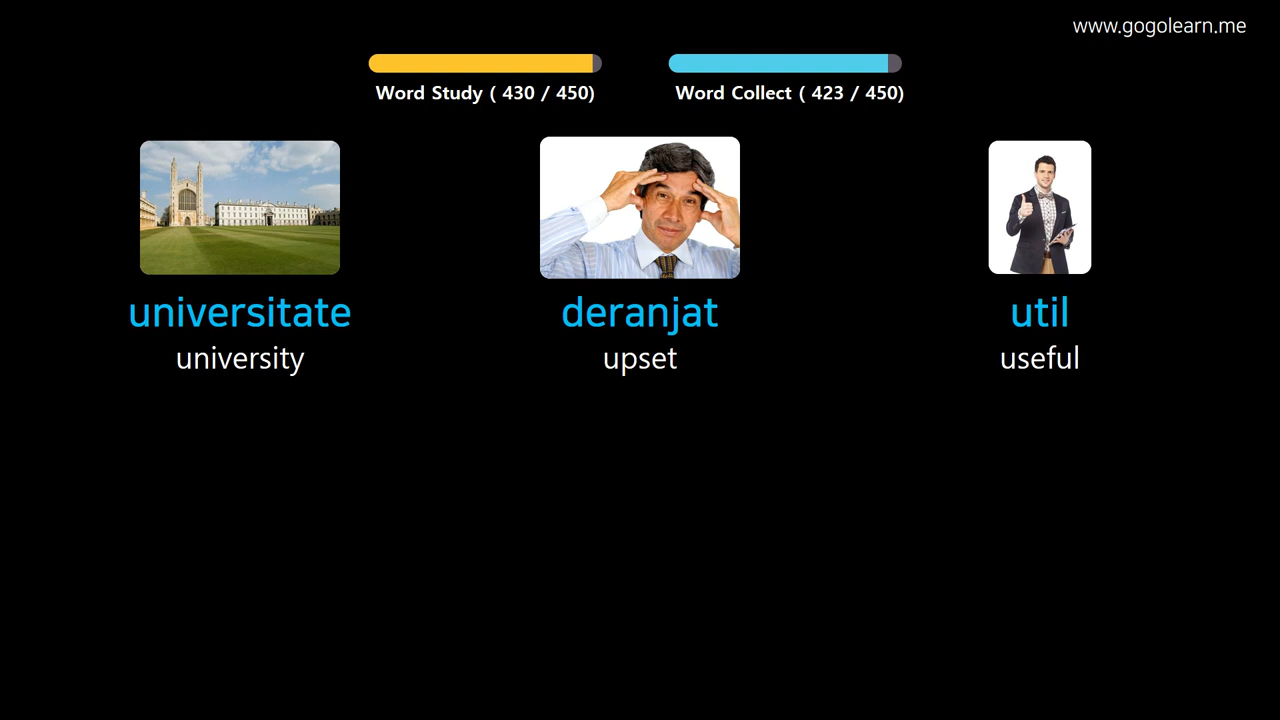 www.gogolearn.me
Word Study ( 430 / 450)
Word Collect ( 423 / 450)
universitate
university
deranjat
upset
util
useful